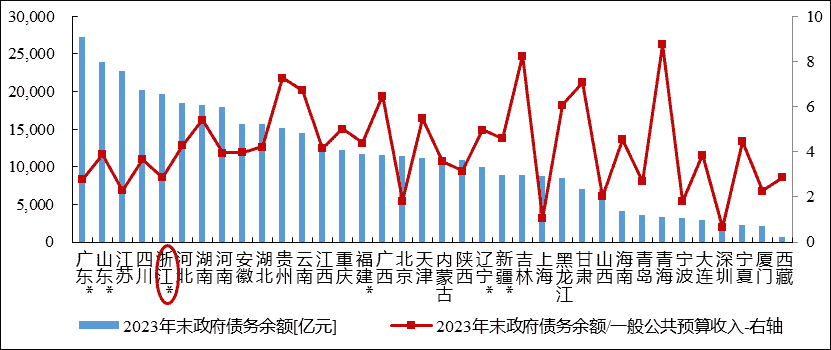 30,000
25,000
20,000
15,000
10,000
5,000
0
10
8
6
4
2
0
广东*
山东*
江苏
四川
浙江*
河北
湖南
河南
安徽
湖北
贵州
云南
江西
重庆
福建*
广西
北京
天津
内蒙古
陕西
辽宁*
新疆*
吉林
上海
黑龙江
甘肃
山西
海南
青岛
青海
宁波
大连
深圳
宁夏
厦门
西藏
2023年末政府债务余额[亿元]
2023年末政府债务余额/一般公共预算收入-右轴